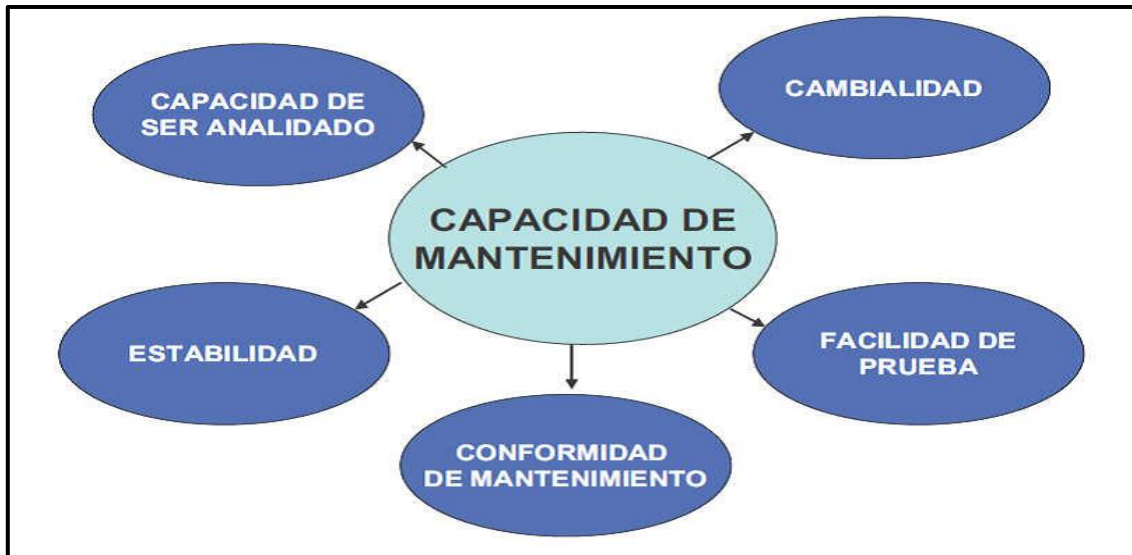 CAPACIDAD DE
SER ANALIDADO
CAMBIALIDAD
CAPACIDAD DE
MANTENIMIENTO
ESTABILIDAD
FACILIDAD DE
PRUEBA
CONFORMIDAD
DE MANTENIMIENTO